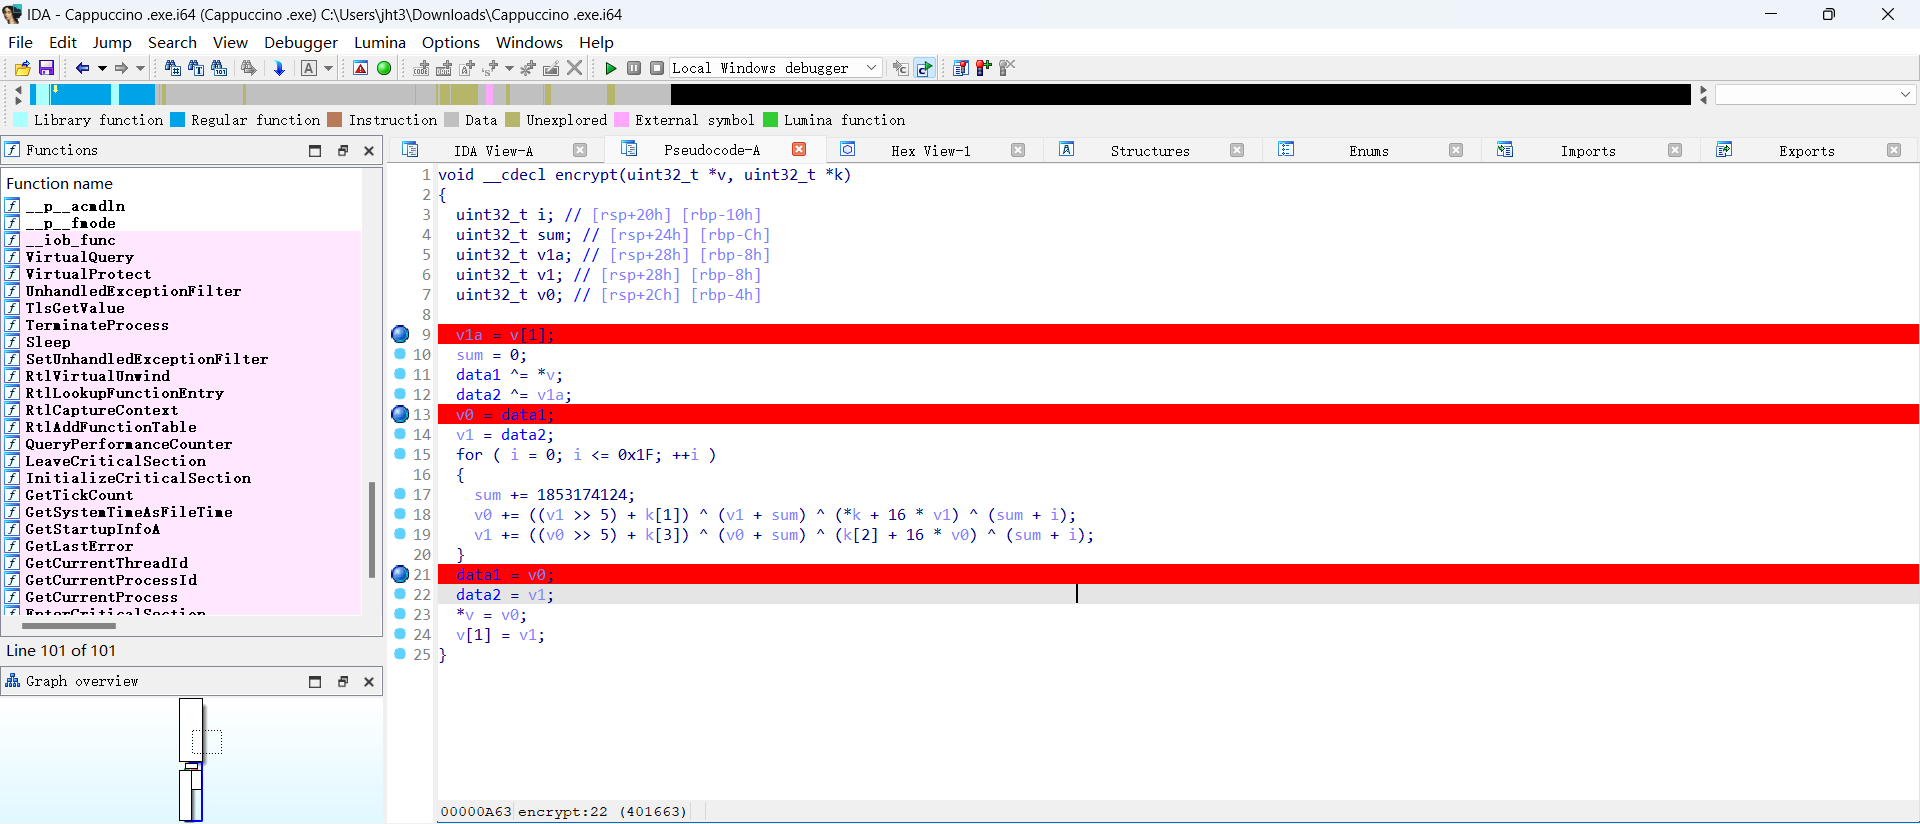 IDA - Cappuccino .exe.i64 (Cappuccino .exe) C:\Users\jht3\Downloads\Cappuccino .exe.i64
File Edit Jump Search View Debugger Lumina Options Windows Help
Local Windows debugger
Library function Regular function Instruction Data Unexplored External symbol Lumina function
Functions
IDA View-A Pseudocode-A Hex View-1 Structures Enums Imports Exports
Function name
__p__acmdln
__p__fmode
__iob_func
VirtualQuery
VirtualProtect
UnhandledExceptionFilter
TlsGetValue
TerminateProcess
Sleep
SetUnhandledExceptionFilter
RtlVirtualUnwind
RtlLookupFunctionEntry
RtlCaptureContext
RtlAddFunctionTable
QueryPerformanceCounter
LeaveCriticalSection
InitializeCriticalSection
GetTickCount
GetSystemTimeAsFileTime
GetStartupInfoA
GetLastError
GetCurrentThreadId
GetCurrentProcessId
GetCurrentProcess
EnterCriticalSection
Line 101 of 101
Graph overview
1 void __cdecl encrypt(uint32_t *v, uint32_t *k)
2 {
3 uint32_t i; // [rsp+20h] [rbp-10h]
4 uint32_t sum; // [rsp+24h] [rbp-Ch]
5 uint32_t v1a; // [rsp+28h] [rbp-8h]
6 uint32_t v1; // [rsp+28h] [rbp-8h]
7 uint32_t v0; // [rsp+2Ch] [rbp-4h]
8
9 v1a = v[1];
10 sum = 0;
11 data1 ^= *v;
12 data2 ^= v1a;
13 v0 = data1;
14 v1 = data2;
15 for ( i = 0; i <= 0x1F; ++i )
16 {
17 sum += 1853174124;
18 v0 += ((v1 >> 5) + k[1]) ^ (v1 + sum) ^ (*k + 16 * v1) ^ (sum + i);
19 v1 += ((v0 >> 5) + k[3]) ^ (v0 + sum) ^ (k[2] + 16 * v0) ^ (sum + i);
20 }
21 data1 = v0;
22 data2 = v1;
23 *v = v0;
24 v[1] = v1;
25 }
00000A63 encrypt:22 (401663)